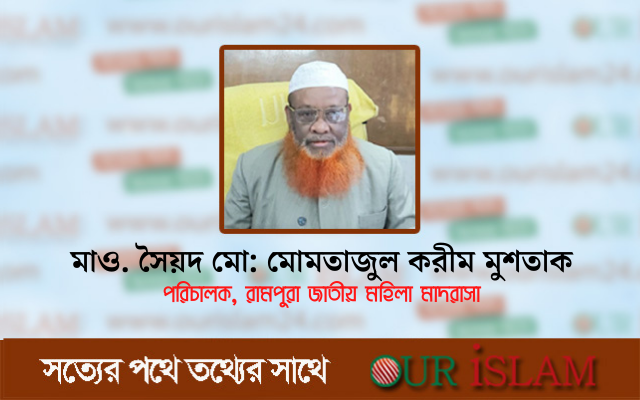 মাও. সৈয়দ মো: মোমতাজুল করীম মুশতাক
পরিচালক, রামপুরা জাতীয় মহিলা মাদরাসা
সত্যের পথে তথ্যের সাথে
OUR iSLAM